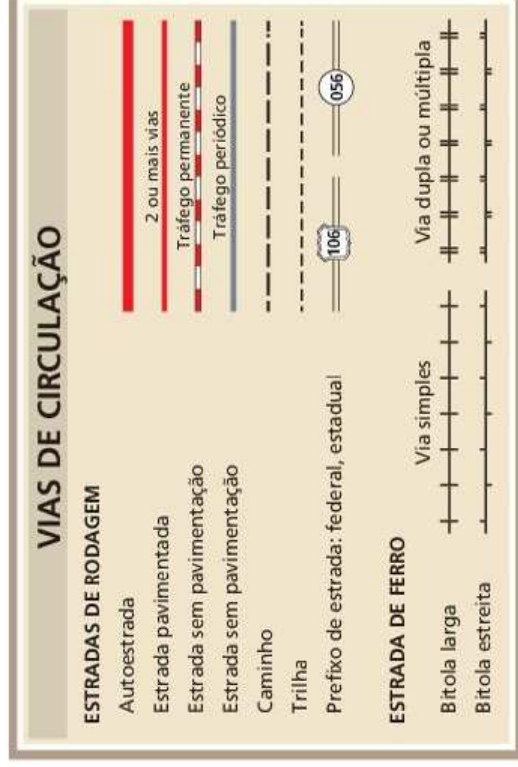 VIAS DE CIRCULAÇÃO
ESTRADAS DE RODAGEM
Autoestrada
Estrada pavimentada 2 ou mais vias
Estrada sem pavimentação Tráfego permanente
Estrada sem pavimentação Tráfego periódico
Caminho
Trilha
Prefixo de estrada: federal, estadual 106 056
ESTRADA DE FERRO
Via simples Via dupla ou múltipla
Bitola larga
Bitola estreita